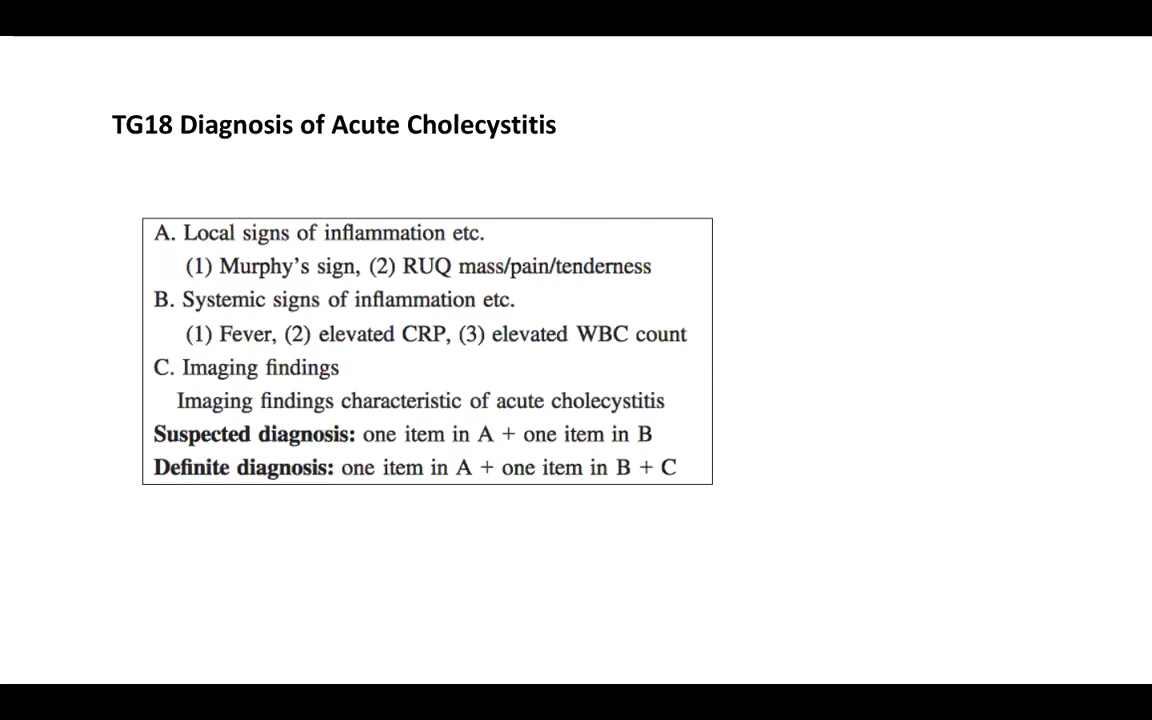 TG18 Diagnosis of Acute Cholecystitis
A. Local signs of inflammation etc.
(1) Murphy’s sign, (2) RUQ mass/pain/tenderness
B. Systemic signs of inflammation etc.
(1) Fever, (2) elevated CRP, (3) elevated WBC count
C. Imaging findings
Imaging findings characteristic of acute cholecystitis
Suspected diagnosis: one item in A + one item in B
Definite diagnosis: one item in A + one item in B + C